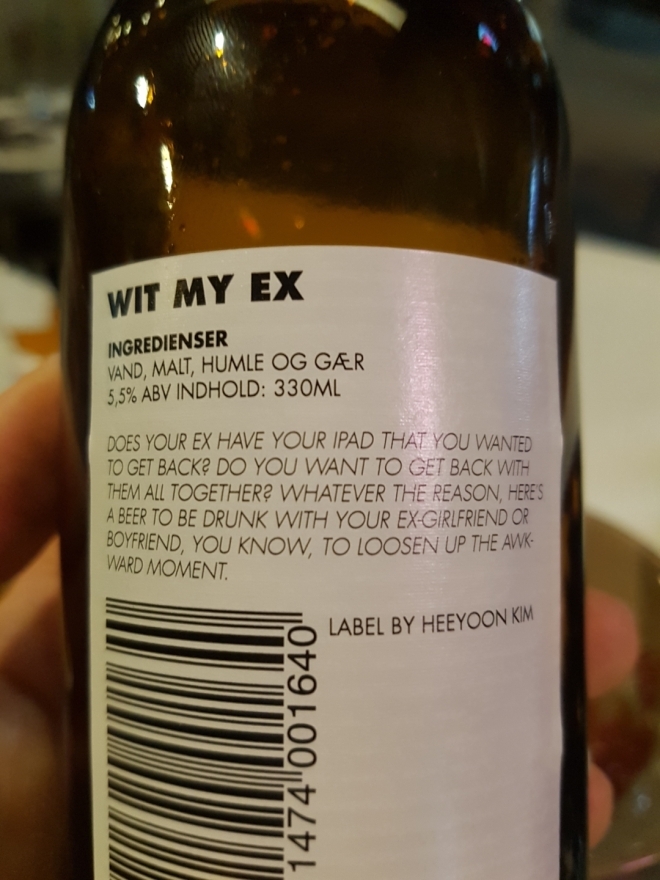 WIT MY EX
INGREDIENSER
VAND, MALT, HUMLE OG GÆR
5,5% ABV INDHOLD: 330ML
DOES YOUR EX HAVE YOUR IPAD THAT YOU WANTED
TO GET BACK? DO YOU WANT TO GET BACK WITH
THEM ALL TOGETHER? WHATEVER THE REASON, HERE'S
A BEER TO BE DRUNK WITH YOUR EX-GIRLFRIEND OR
BOYFRIEND, YOU KNOW, TO LOOSEN UP THE AWK-
WARD MOMENT.
LABEL BY HEEYOON KIM
1474 001640